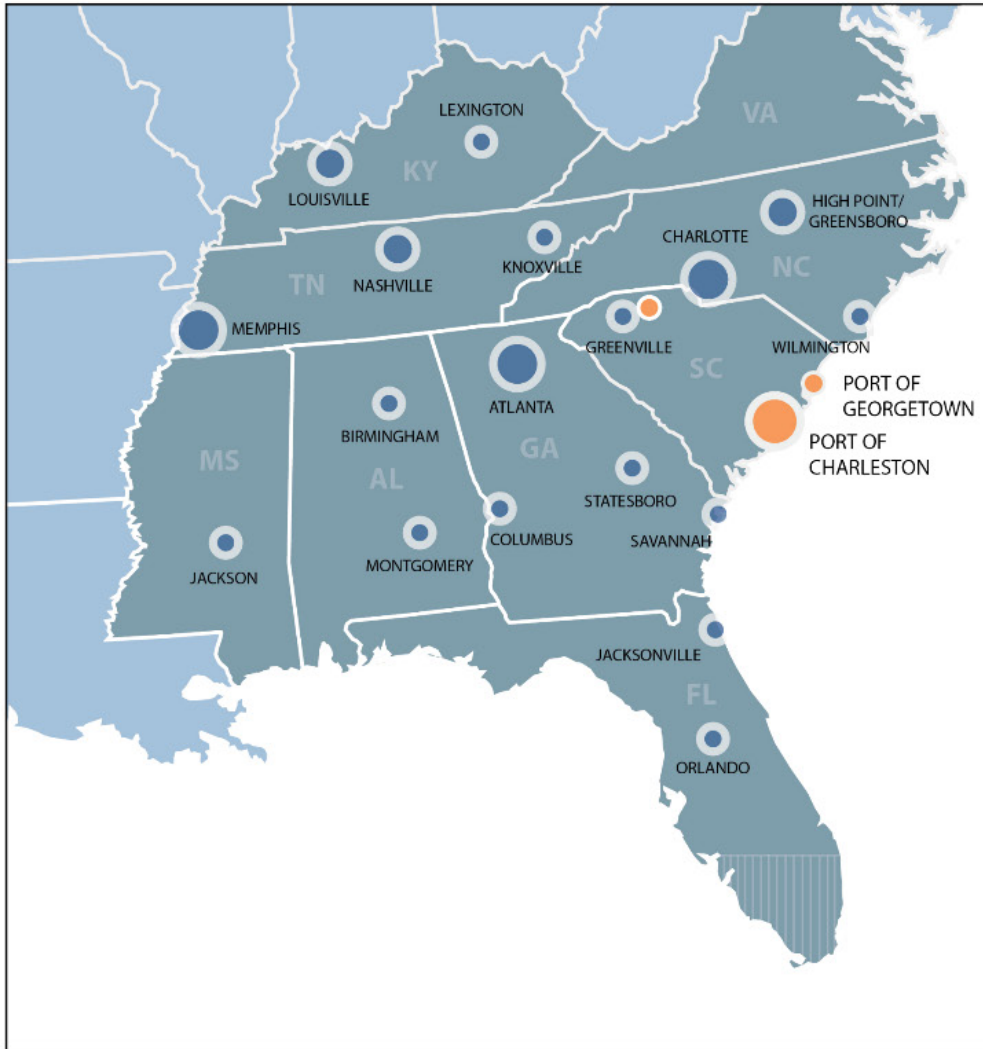 LEXINGTON
VA
KY
LOUISVILLE
HIGH POINT/
GREENSBORO
CHARLOTTE
KNOXVILLE
NC
NASHVILLE
TN
MEMPHIS
GREENVILLE
WILMINGTON
SC
PORT OF
GEORGETOWN
ATLANTA
BIRMINGHAM
PORT OF
CHARLESTON
MS
AL
GA
STATESBORO
COLUMBUS
SAVANNAH
MONTGOMERY
JACKSON
JACKSONVILLE
FL
ORLANDO